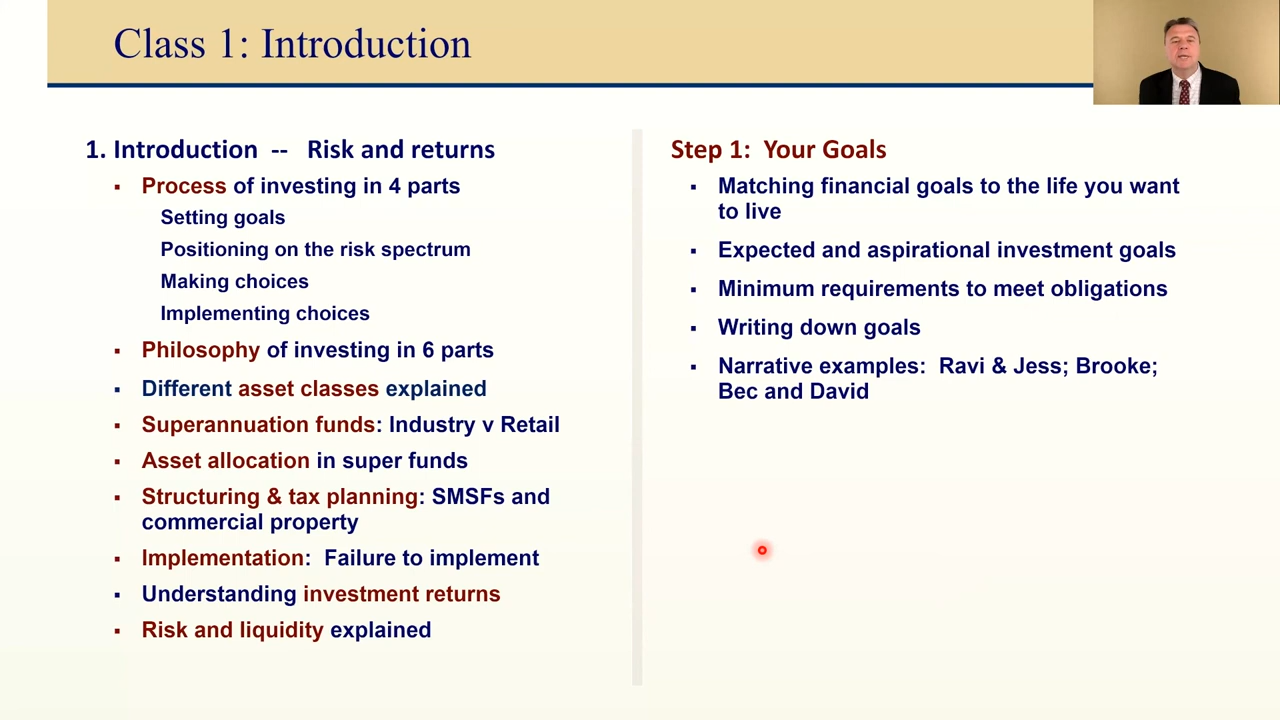 Class 1: Introduction
1. Introduction -- Risk and returns
Process of investing in 4 parts
Setting goals
Positioning on the risk spectrum
Making choices
Implementing choices
Philosophy of investing in 6 parts
Different asset classes explained
Superannuation funds: Industry v Retail
Asset allocation in super funds
Structuring & tax planning: SMSFs and
commercial property
Implementation: Failure to implement
Understanding investment returns
Risk and liquidity explained
Step 1: Your Goals
Matching financial goals to the life you want
to live
Expected and aspirational investment goals
Minimum requirements to meet obligations
Writing down goals
Narrative examples: Ravi & Jess; Brooke;
Bec and David